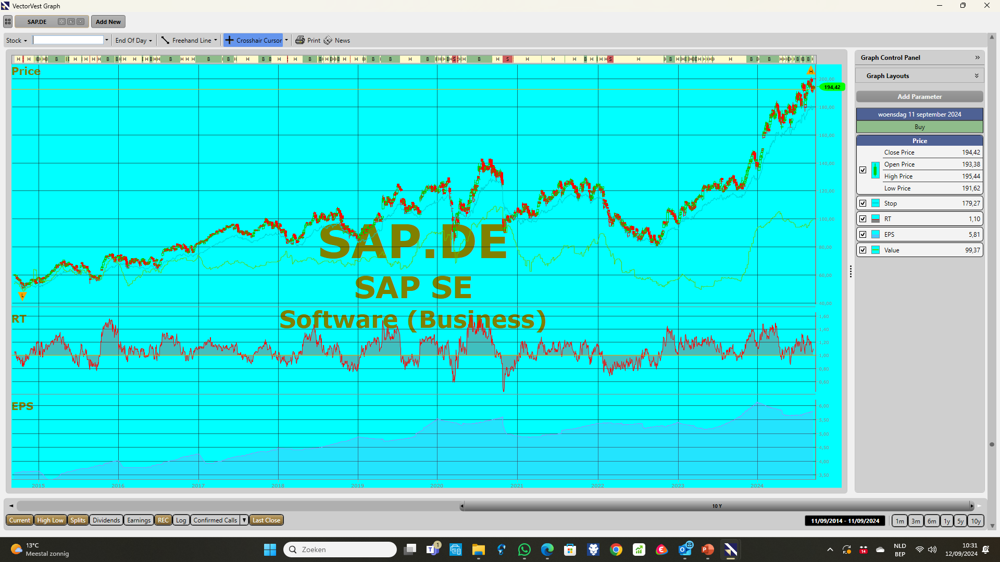 VectorVest Graph
SAP.DE
Add New
Stock
End Of Day
Freehand Line
Crosshair Cursor
Print
News
Price
H
200,00
194,42
180,00
160,00
140,00
120,00
100,00
80,00
60,00
40,00
L
SAP.DE
SAP SE
Software (Business)
RT
1,60
1,40
1,20
1,00
0,80
0,60
EPS
6,00
5,50
5,00
4,50
4,00
3,50
2015 2016 2017 2018 2019 2020 2021 2022 2023 2024
Graph Control Panel
Graph Layouts
Add Parameter
woensdag 11 september 2024
Buy
Price
Close Price 194,42
Open Price 193,38
High Price 195,44
Low Price 191,62
Stop 179,27
RT 1,10
EPS 5,81
Value 99,37
10 Y
Current High Low Splits Dividends Earnings REC Log Confirmed Calls Last Close
11/09/2014 - 11/09/2024
1m 3m 6m 1y 5y 10y
13°C
Meestal zonnig
Zoeken
1
14
NLD
BEP
10:31
12/09/2024